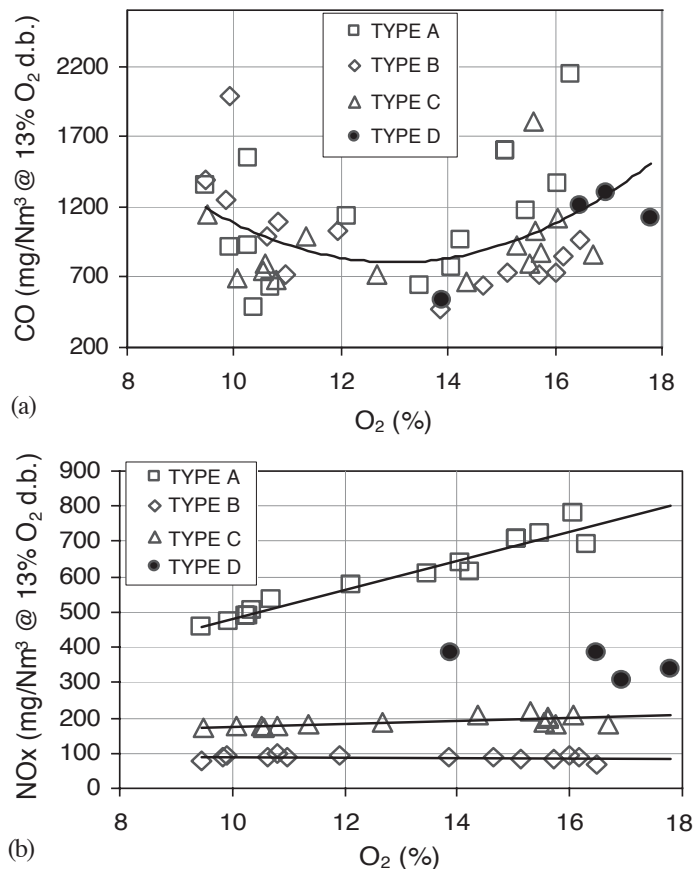 2200
1700
1200
700
200
CO (mg/Nm³ @ 13% O₂ d.b.)
TYPE A
TYPE B
TYPE C
TYPE D
8 10 12 14 16 18
O₂ (%)
(a)
900
800
700
600
500
400
300
200
100
0
NOx (mg/Nm³ @ 13% O₂ d.b.)
TYPE A
TYPE B
TYPE C
TYPE D
8 10 12 14 16 18
O₂ (%)
(b)